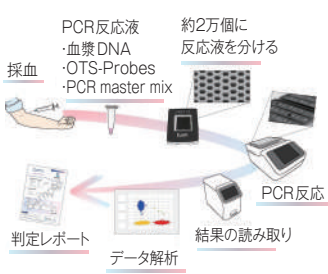 PCR反応液
・血漿DNA
・OTS-Probes
・PCR master mix
約2万個に
反応液を分ける
採血
PCR反応
結果の読み取り
データ解析
判定レポート